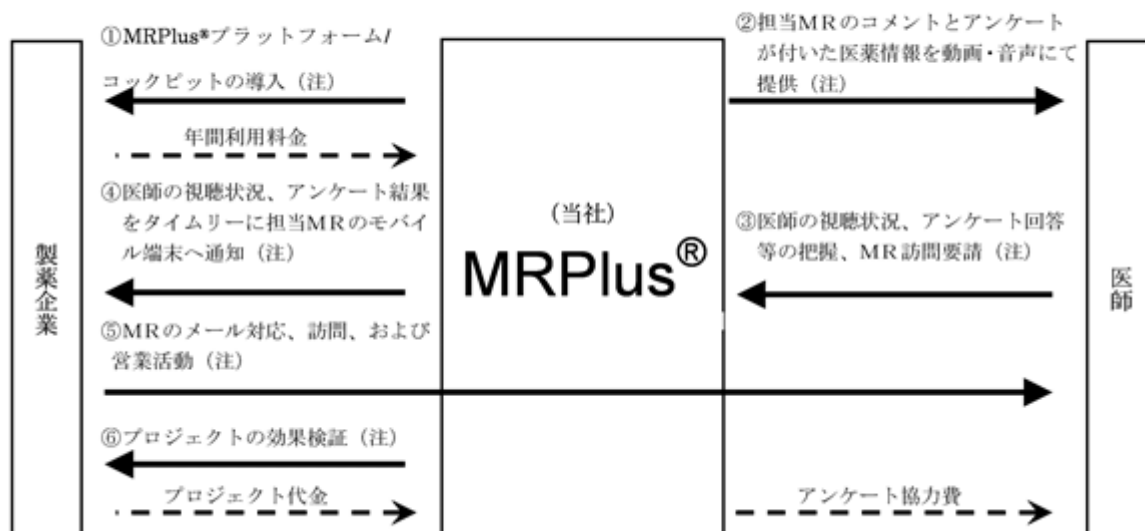 ①MRPlus®プラットフォーム/
コックピットの導入（注）
年間利用料金
④医師の視聴状況、アンケート結果
をタイムリーに担当MRのモバイ
ル端末へ通知（注）
⑤MRのメール対応、訪問、および
営業活動（注）
⑥プロジェクトの効果検証（注）
プロジェクト代金
製薬企業
（当社）
MRPlus®
②担当MRのコメントとアンケート
が付いた医薬情報を動画・音声にて
提供（注）
③医師の視聴状況、アンケート回答
等の把握、MR訪問要請（注）
アンケート協力費
医師